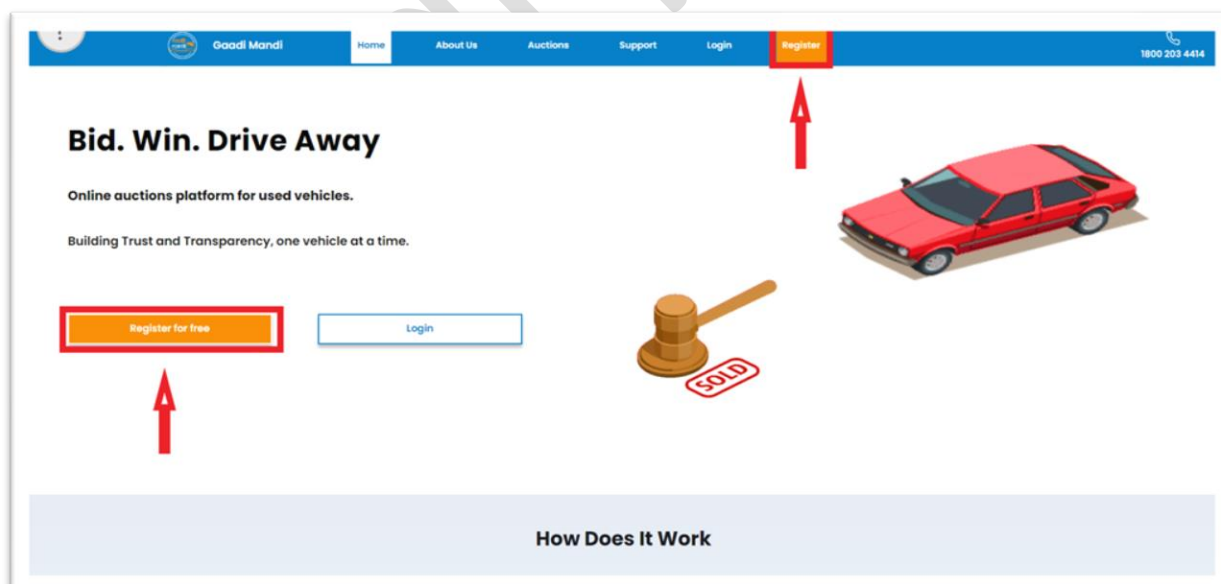 Gaadi Mandi
Home
About Us
Auctions
Support
Login
Register
1800 203 4414
Bid. Win. Drive Away
Online auctions platform for used vehicles.
Building Trust and Transparency, one vehicle at a time.
Register for free
Login
SOLD
How Does It Work